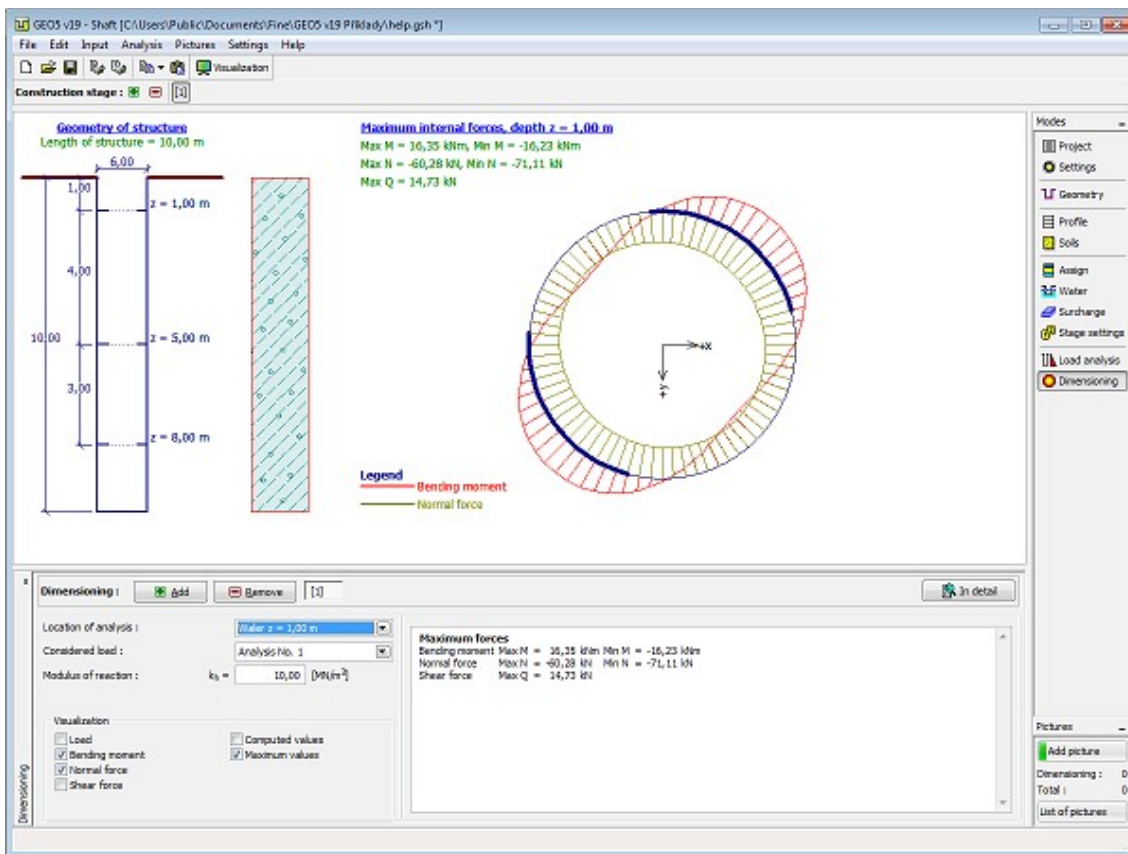 GEO5 v19 - Shaft [C:\Users\Public\Documents\Fine\GEO5 v19 Příklady\help.gsh *]
File Edit Input Analysis Pictures Settings Help
Visualization
Construction stage : [1]
Geometry of structure
Length of structure = 10,00 m
6,00
1,00
z = 1,00 m
4,00
10,00
z = 5,00 m
3,00
z = 8,00 m
Maximum internal forces, depth z = 1,00 m
Max M = 16,35 kNm, Min M = -16,23 kNm
Max N = -60,28 kN, Min N = -71,11 kN
Max Q = 14,73 kN
+X
+Y
Legend
Bending moment
Normal force
Modes
Project
Settings
Geometry
Profile
Soils
Assign
Water
Surcharge
Stage settings
Load analysis
Dimensioning
Dimensioning : Add Remove [1] In detail
Location of analysis : Waler z = 1,00 m
Considered load : Analysis No. 1
Modulus of reaction : kh = 10,00 [MN/m³]
Visualization
Load Computed values
Bending moment Maximum values
Normal force
Shear force
Maximum forces
Bending moment Max M = 16,35 kNm Min M = -16,23 kNm
Normal force Max N = -60,28 kN Min N = -71,11 kN
Shear force Max Q = 14,73 kN
Dimensioning
Pictures
Add picture
Dimensioning : 0
Total : 0
List of pictures